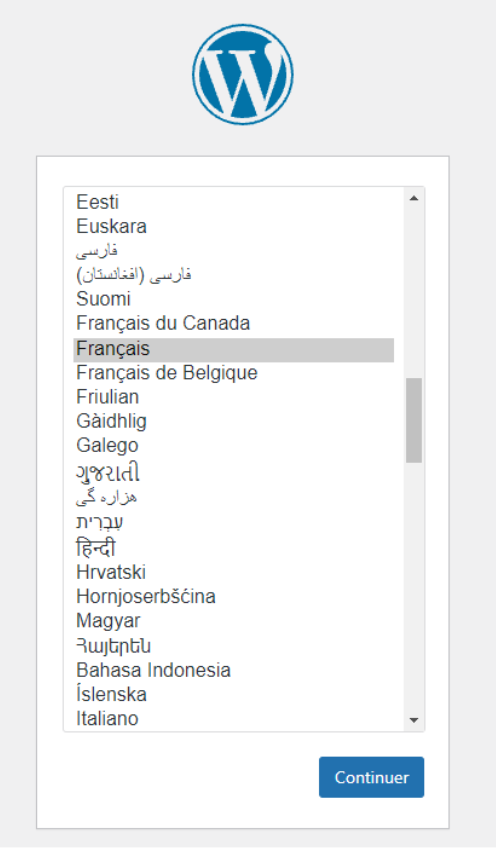 Eesti
Euskara
فارسی
فارسی (افغانستان)
Suomi
Français du Canada
Français
Français de Belgique
Friulian
Gàidhlig
Galego
ગુજરાતી
هزاره گی
עִבְרִית
हिन्दी
Hrvatski
Hornjoserbšćina
Magyar
Հայերեն
Bahasa Indonesia
Íslenska
Italiano
Continuer